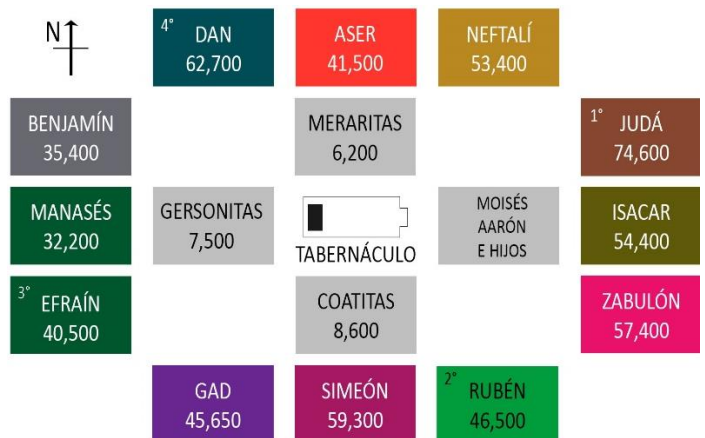 N
4° DAN
62,700
ASER
41,500
NEFTALÍ
53,400
BENJAMÍN
35,400
MERARITAS
6,200
1° JUDÁ
74,600
MANASÉS
32,200
GERSONITAS
7,500
TABERNÁCULO
MOISÉS
AARÓN
E HIJOS
ISACAR
54,400
3° EFRAÍN
40,500
COATITAS
8,600
ZABULÓN
57,400
GAD
45,650
SIMEÓN
59,300
2° RUBÉN
46,500